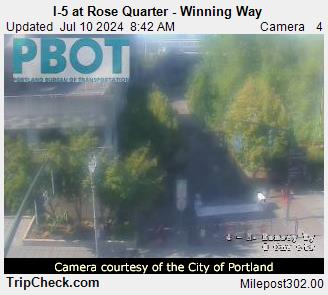 I-5 at Rose Quarter - Winning Way
Updated Jul 10 2024 8:42 AM Camera 4
PBOT
PORTLAND BUREAU OF TRANSPORTATION
Camera courtesy of the City of Portland
TripCheck.com Milepost302.00